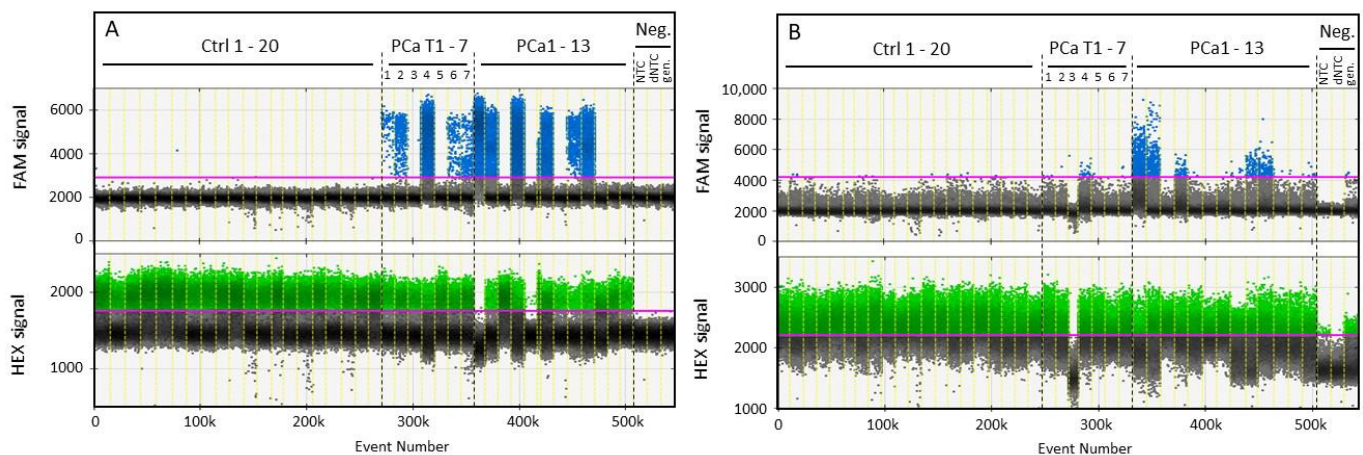 A
Ctrl 1 - 20
PCa T1 - 7
PCa1 - 13
Neg.
1 2 3 4 5 6 7
NTC
dNTC
gen.
FAM signal
6000
4000
2000
0
HEX signal
2000
1000
0 100k 200k 300k 400k 500k
Event Number
B
Ctrl 1 - 20
PCa T1 - 7
PCa1 - 13
Neg.
1 2 3 4 5 6 7
NTC
dNTC
gen.
FAM signal
10,000
8000
6000
4000
2000
0
HEX signal
3000
2000
1000
0 100k 200k 300k 400k 500k
Event Number